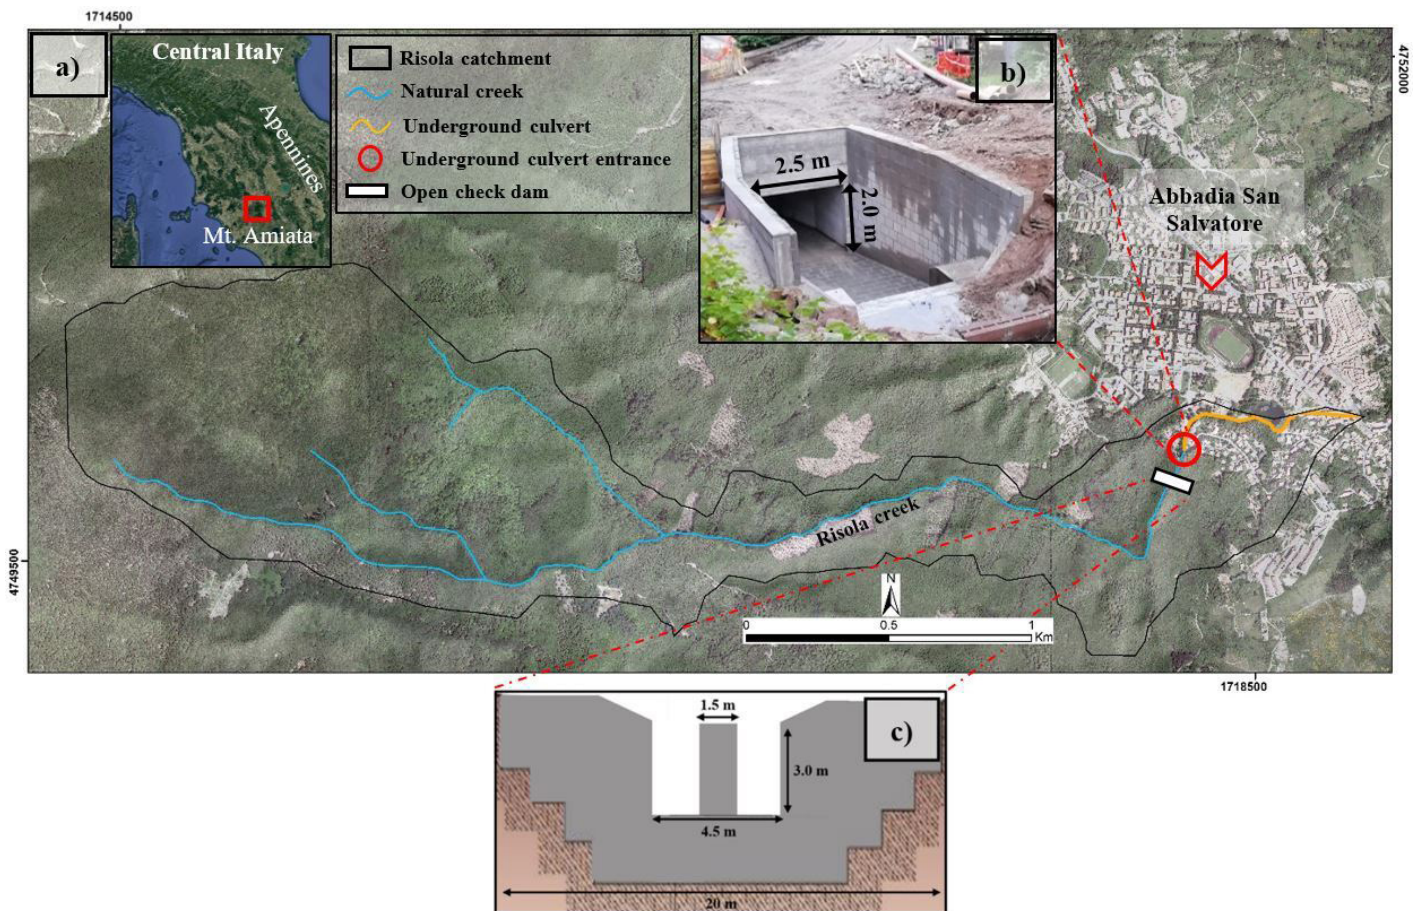 1714500
a)
Central Italy
Apennines
Mt. Amiata
Risola catchment
Natural creek
Underground culvert
Underground culvert entrance
Open check dam
b)
2.5 m
2.0 m
4752000
Abbadia San
Salvatore
Risola creek
4749500
N
0 0.5 1
Km
1718500
1.5 m
c)
3.0 m
4.5 m
20 m